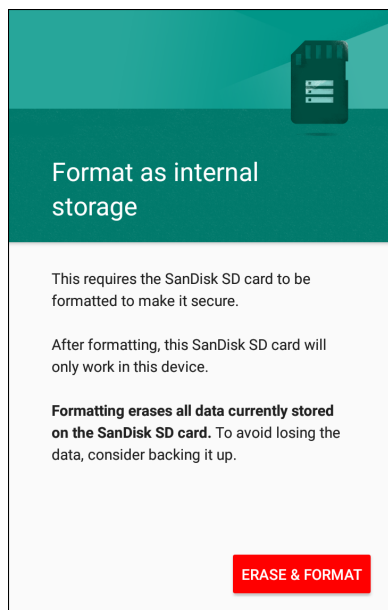 Format as internal
storage
This requires the SanDisk SD card to be
formatted to make it secure.
After formatting, this SanDisk SD card will
only work in this device.
Formatting erases all data currently stored
on the SanDisk SD card. To avoid losing the
data, consider backing it up.
ERASE & FORMAT